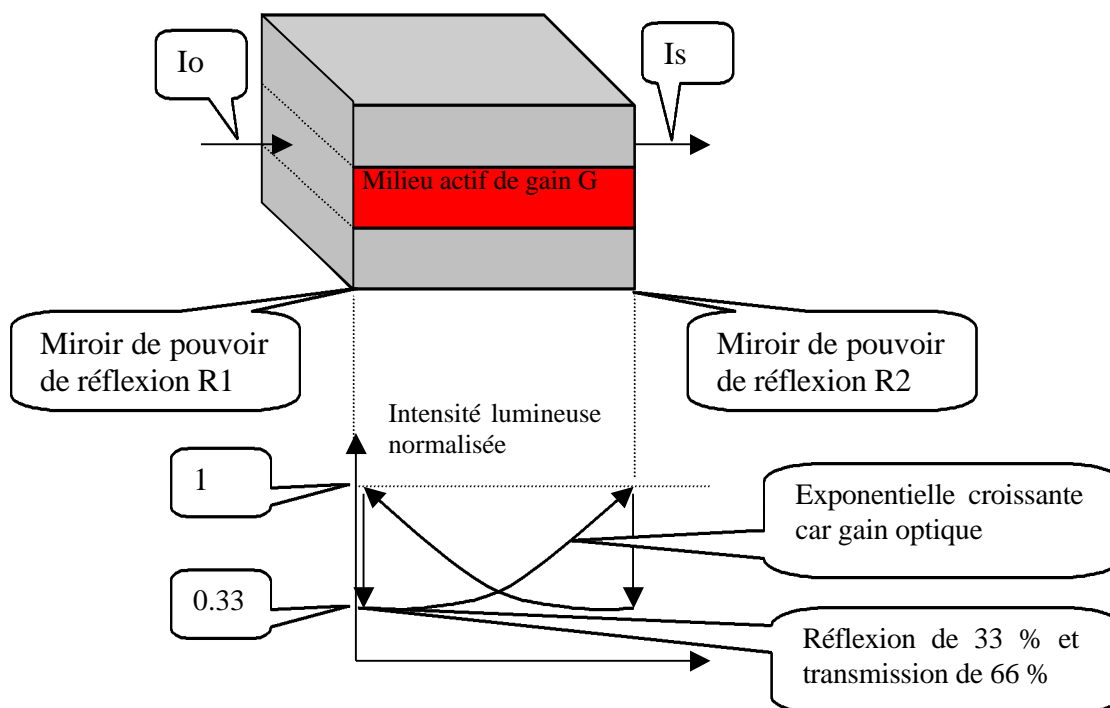 Io
Is
Milieu actif de gain G
Miroir de pouvoir
de réflexion R1
Miroir de pouvoir
de réflexion R2
Intensité lumineuse
normalisée
1
Exponentielle croissante
car gain optique
0.33
Réflexion de 33 % et
transmission de 66 %